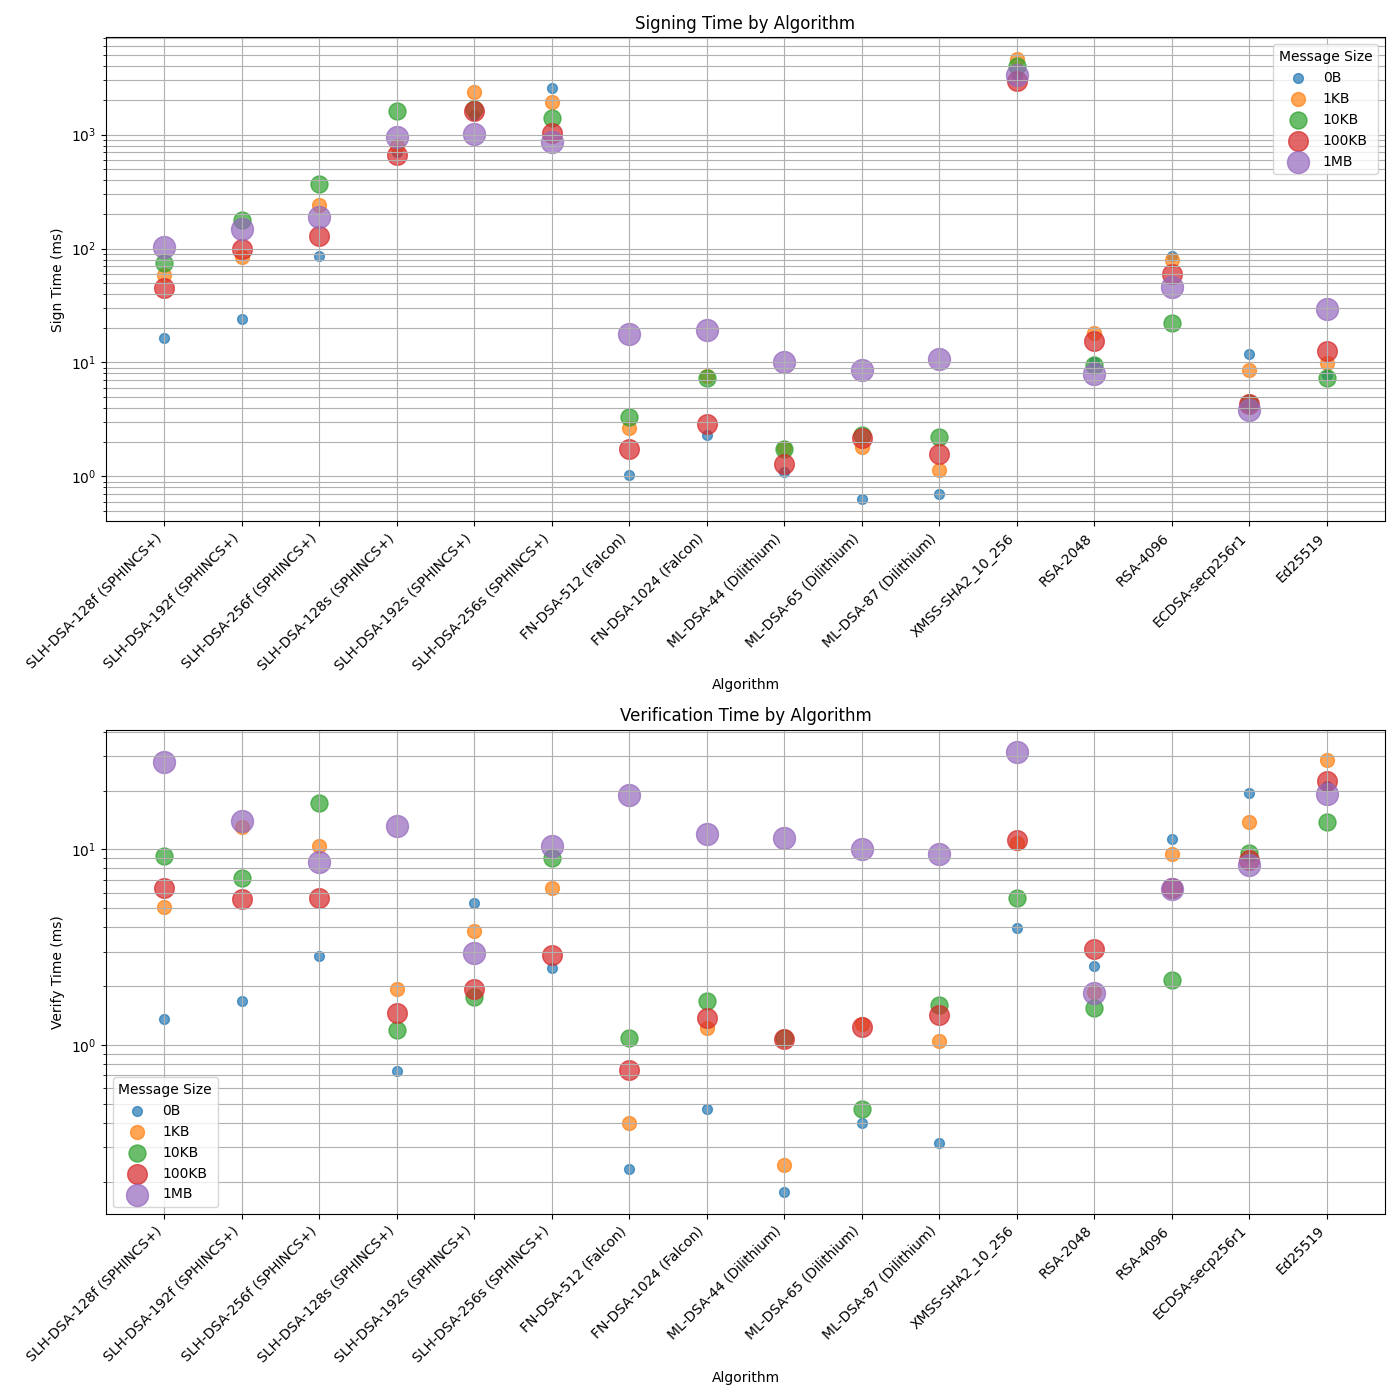 Signing Time by Algorithm
Sign Time (ms)
10³
10²
10¹
10⁰
Message Size
0B
1KB
10KB
100KB
1MB
SLH-DSA-128f (SPHINCS+)
SLH-DSA-192f (SPHINCS+)
SLH-DSA-256f (SPHINCS+)
SLH-DSA-128s (SPHINCS+)
SLH-DSA-192s (SPHINCS+)
SLH-DSA-256s (SPHINCS+)
FN-DSA-512 (Falcon)
FN-DSA-1024 (Falcon)
ML-DSA-44 (Dilithium)
ML-DSA-65 (Dilithium)
ML-DSA-87 (Dilithium)
XMSS-SHA2_10_256
RSA-2048
RSA-4096
ECDSA-secp256r1
Ed25519
Algorithm
Verification Time by Algorithm
Verify Time (ms)
10¹
10⁰
Message Size
0B
1KB
10KB
100KB
1MB
SLH-DSA-128f (SPHINCS+)
SLH-DSA-192f (SPHINCS+)
SLH-DSA-256f (SPHINCS+)
SLH-DSA-128s (SPHINCS+)
SLH-DSA-192s (SPHINCS+)
SLH-DSA-256s (SPHINCS+)
FN-DSA-512 (Falcon)
FN-DSA-1024 (Falcon)
ML-DSA-44 (Dilithium)
ML-DSA-65 (Dilithium)
ML-DSA-87 (Dilithium)
XMSS-SHA2_10_256
RSA-2048
RSA-4096
ECDSA-secp256r1
Ed25519
Algorithm